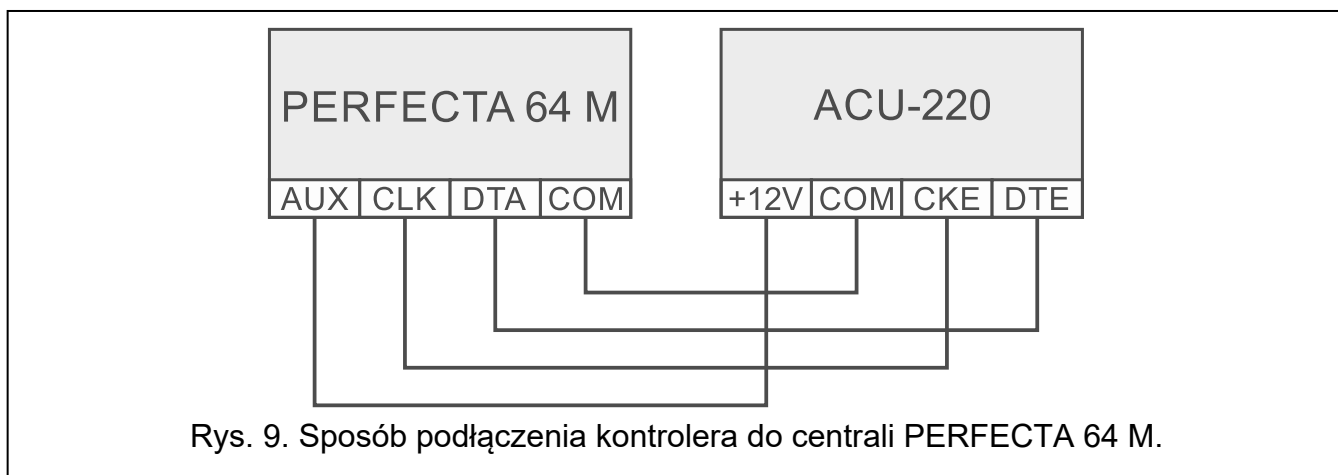 PERFECTA 64 M
ACU-220
AUX CLK DTA COM
+12V COM CKE DTE
Rys. 9. Sposób podłączenia kontrolera do centrali PERFECTA 64 M.